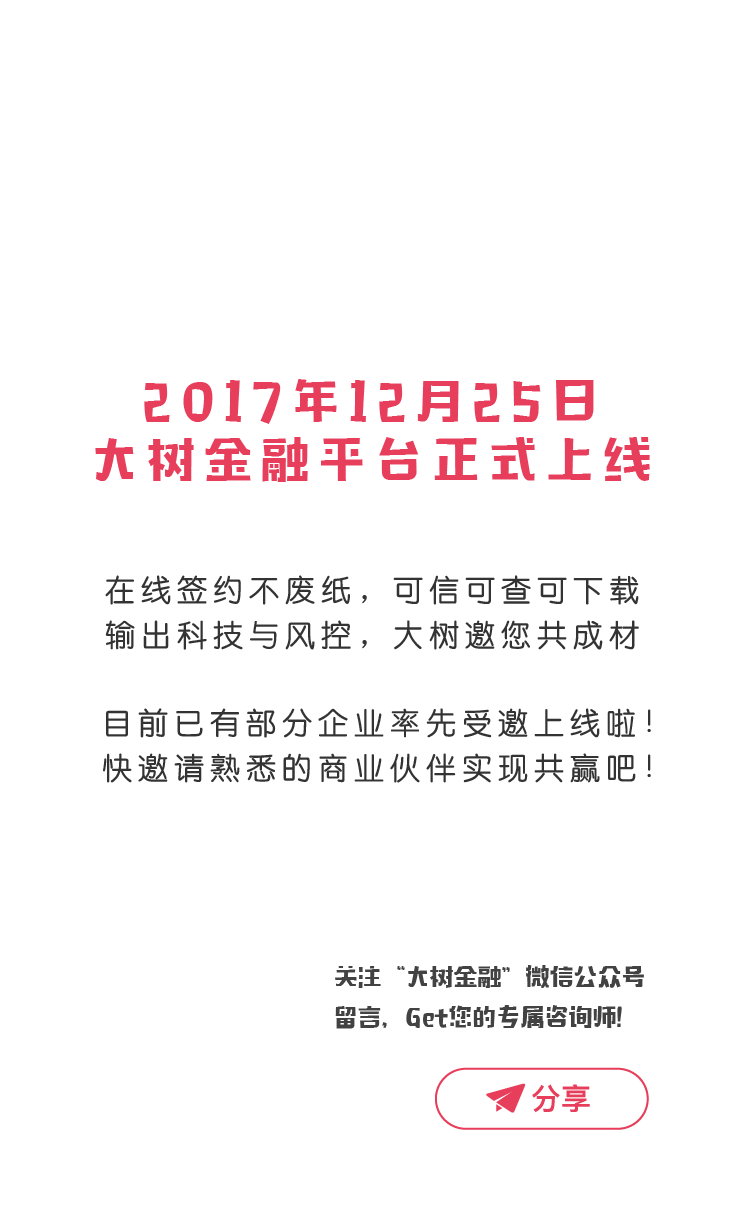 2017年12月25日
大树金融平台正式上线
在线签约不废纸，可信可查可下载
输出科技与风控，大树邀您共成材
目前已有部分企业率先受邀上线啦！
快邀请熟悉的商业伙伴实现共赢吧！
关注“大树金融”微信公众号
留言，Get您的专属咨询师！
分享